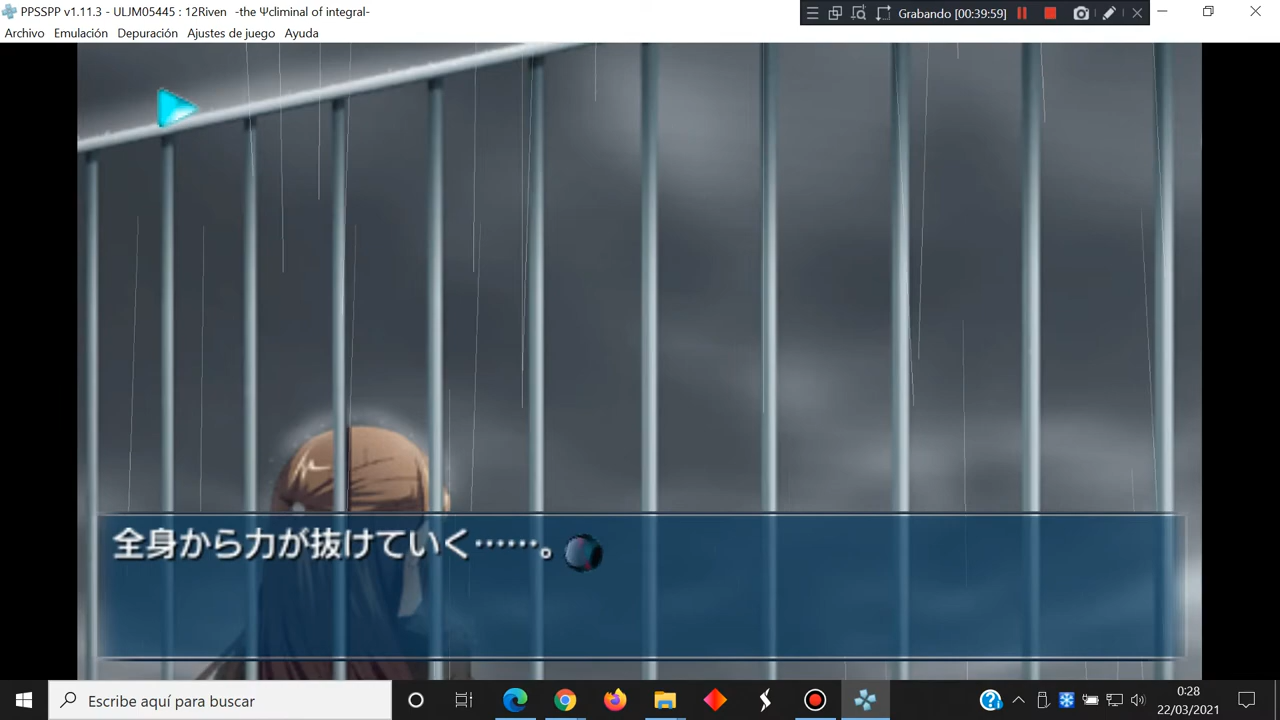 PPSSPP v1.11.3 - ULUM05445 : 12Riven -the Ψcliminal of integral-
Grabando [00:39:59]
Archivo Emulación Depuración Ajustes de juego Ayuda
全身から力が抜けていく……。
Escribe aquí para buscar
0:28
22/03/2021